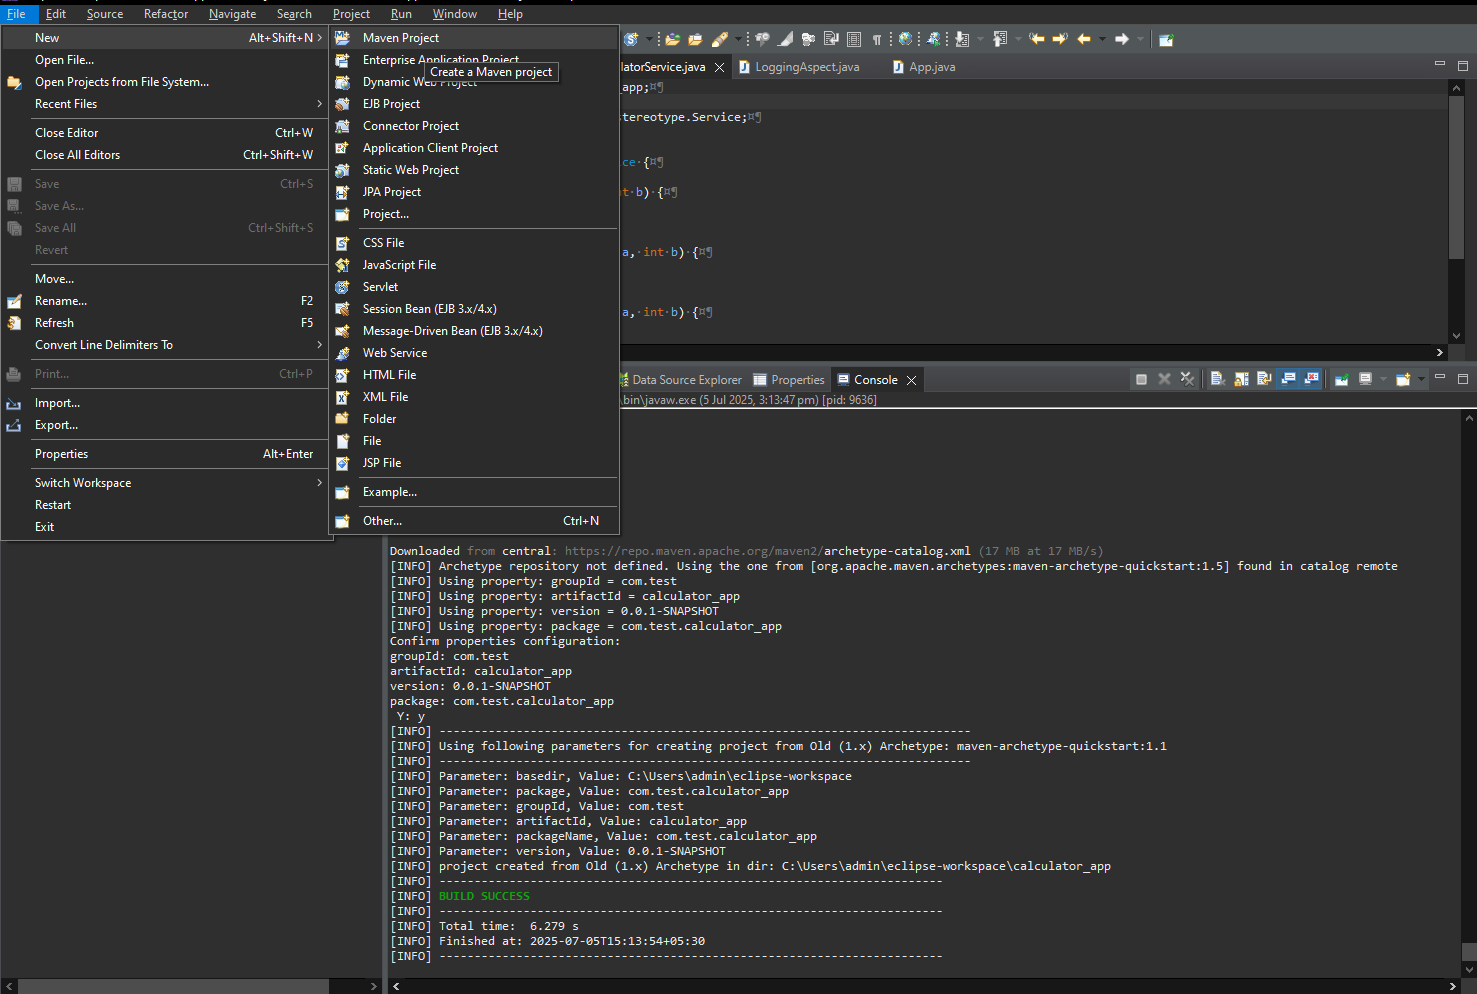 File Edit Source Refactor Navigate Search Project Run Window Help
New Alt+Shift+N
Open File...
Open Projects from File System...
Recent Files
Close Editor Ctrl+W
Close All Editors Ctrl+Shift+W
Save Ctrl+S
Save As...
Save All Ctrl+Shift+S
Revert
Move...
Rename... F2
Refresh F5
Convert Line Delimiters To
Print... Ctrl+P
Import...
Export...
Properties Alt+Enter
Switch Workspace
Restart
Exit
Maven Project
Enterprise Application Project
Create a Maven project
Dynamic Web Project
EJB Project
Connector Project
Application Client Project
Static Web Project
JPA Project
Project...
CSS File
JavaScript File
Servlet
Session Bean (EJB 3.x/4.x)
Message-Driven Bean (EJB 3.x/4.x)
Web Service
HTML File
XML File
Folder
File
JSP File
Example...
Other... Ctrl+N
latorService.java LoggingAspect.java App.java
_app;¤¶
stereotype.Service;¤¶
ce·{¤¶
t·b)·{¤¶
a,·int·b)·{¤¶
a,·int·b)·{¤¶
Data Source Explorer Properties Console
\bin\javaw.exe (5 Jul 2025, 3:13:47 pm) [pid: 9636]
Downloaded from central: https://repo.maven.apache.org/maven2/archetype-catalog.xml (17 MB at 17 MB/s)
[INFO] Archetype repository not defined. Using the one from [org.apache.maven.archetypes:maven-archetype-quickstart:1.5] found in catalog remote
[INFO] Using property: groupId = com.test
[INFO] Using property: artifactId = calculator_app
[INFO] Using property: version = 0.0.1-SNAPSHOT
[INFO] Using property: package = com.test.calculator_app
Confirm properties configuration:
groupId: com.test
artifactId: calculator_app
version: 0.0.1-SNAPSHOT
package: com.test.calculator_app
Y: y
[INFO] ----------------------------------------------------------------------------
[INFO] Using following parameters for creating project from Old (1.x) Archetype: maven-archetype-quickstart:1.1
[INFO] ----------------------------------------------------------------------------
[INFO] Parameter: basedir, Value: C:\Users\admin\eclipse-workspace
[INFO] Parameter: package, Value: com.test.calculator_app
[INFO] Parameter: groupId, Value: com.test
[INFO] Parameter: artifactId, Value: calculator_app
[INFO] Parameter: packageName, Value: com.test.calculator_app
[INFO] Parameter: version, Value: 0.0.1-SNAPSHOT
[INFO] project created from Old (1.x) Archetype in dir: C:\Users\admin\eclipse-workspace\calculator_app
[INFO] ------------------------------------------------------------------------
[INFO] BUILD SUCCESS
[INFO] ------------------------------------------------------------------------
[INFO] Total time:  6.279 s
[INFO] Finished at: 2025-07-05T15:13:54+05:30
[INFO] ------------------------------------------------------------------------